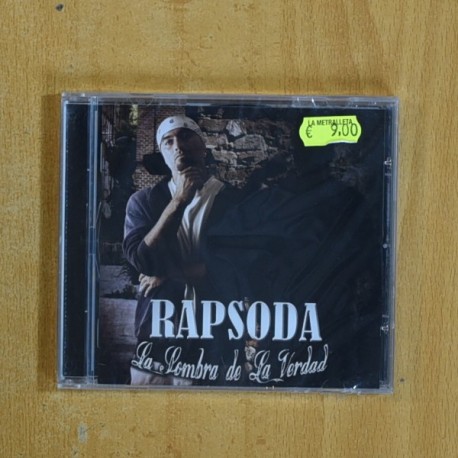 LA METRALLETA
€ 9,00
RAPSODA
La Sombra de La Verdad